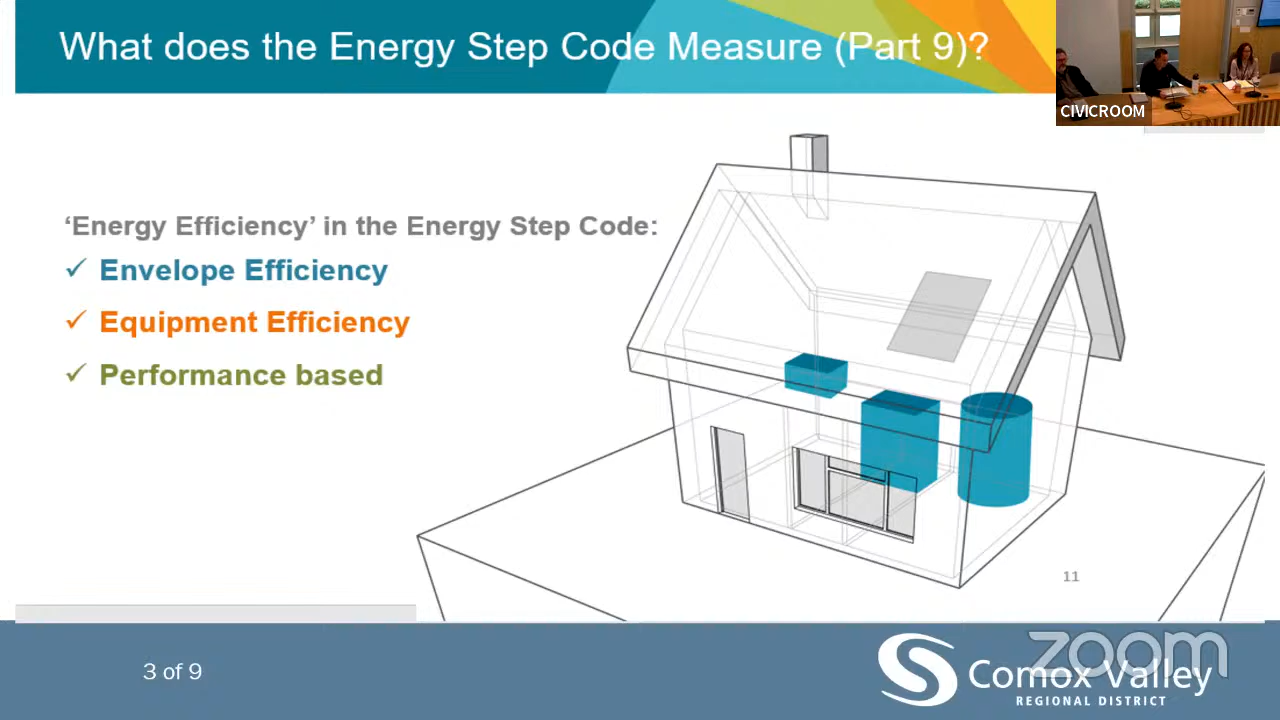 What does the Energy Step Code Measure (Part 9)?
CIVICROOM
‘Energy Efficiency’ in the Energy Step Code:
✓ Envelope Efficiency
✓ Equipment Efficiency
✓ Performance based
11
3 of 9
zoom
Comox Valley
REGIONAL DISTRICT